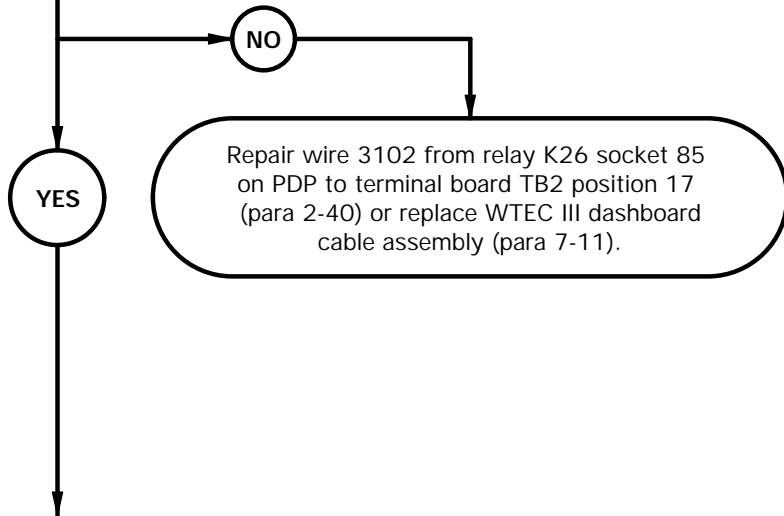 NO
YES
Repair wire 3102 from relay K26 socket 85
on PDP to terminal board TB2 position 17
(para 2-40) or replace WTEC III dashboard
cable assembly (para 7-11).